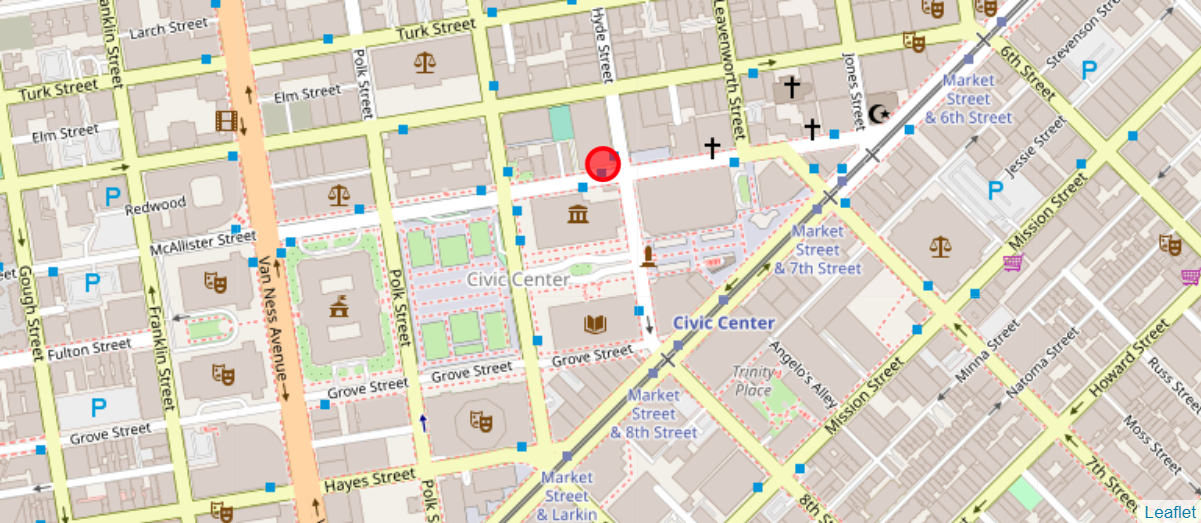 Larch Street
Turk Street
Hyde Street
Leavenworth Street
Stevenson Stre
anklin Street
Polk Street
Elm Street
Turk Street
Elm Street
P
6th Street
Market
Street
& 6th Street
Jones Street
P
Redwood
P
Jessie Street
McAllister Street
P
Market
Street
& 7th Street
Mission Street
Gough Street
Van Ness Avenue
Polk Street
Civic Center
Civic Center
Franklin Street
Fulton Street
Grove Street
Grove Street
Grove Street
Angelo's Alley
Trinity
Place
Minna Street
Natoma Street
Howard Street
Russ Street
P
Grove Street
Market
Street
& 8th Street
Mission Street
Moss Street
Hayes Street
Polk S
Market
Street
& Larkin
8th Street
7th Street
Leaflet